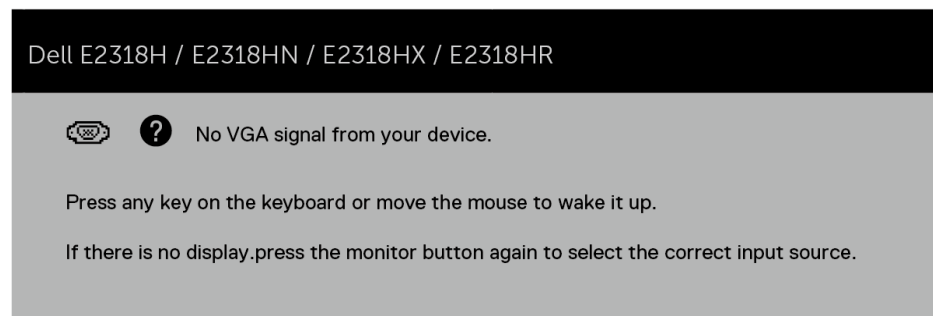 Dell E2318H / E2318HN / E2318HX / E2318HR
? No VGA signal from your device.
Press any key on the keyboard or move the mouse to wake it up.
If there is no display.press the monitor button again to select the correct input source.